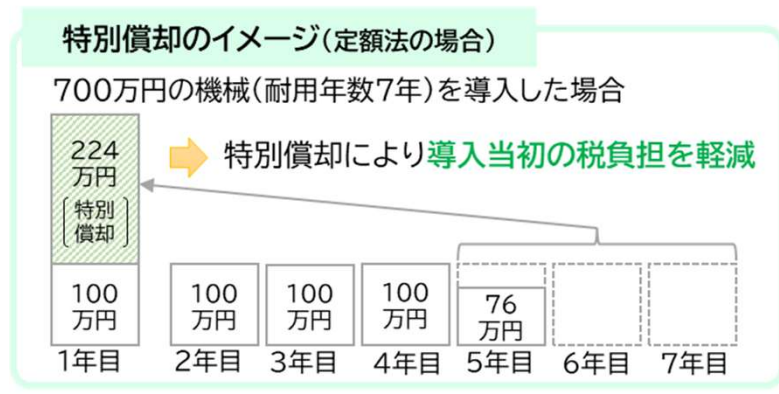 特別償却のイメージ(定額法の場合)
700万円の機械(耐用年数7年)を導入した場合
224
万円
特別
償却
特別償却により導入当初の税負担を軽減
100
万円
100
万円
100
万円
100
万円
76
万円
1年目 2年目 3年目 4年目 5年目 6年目 7年目